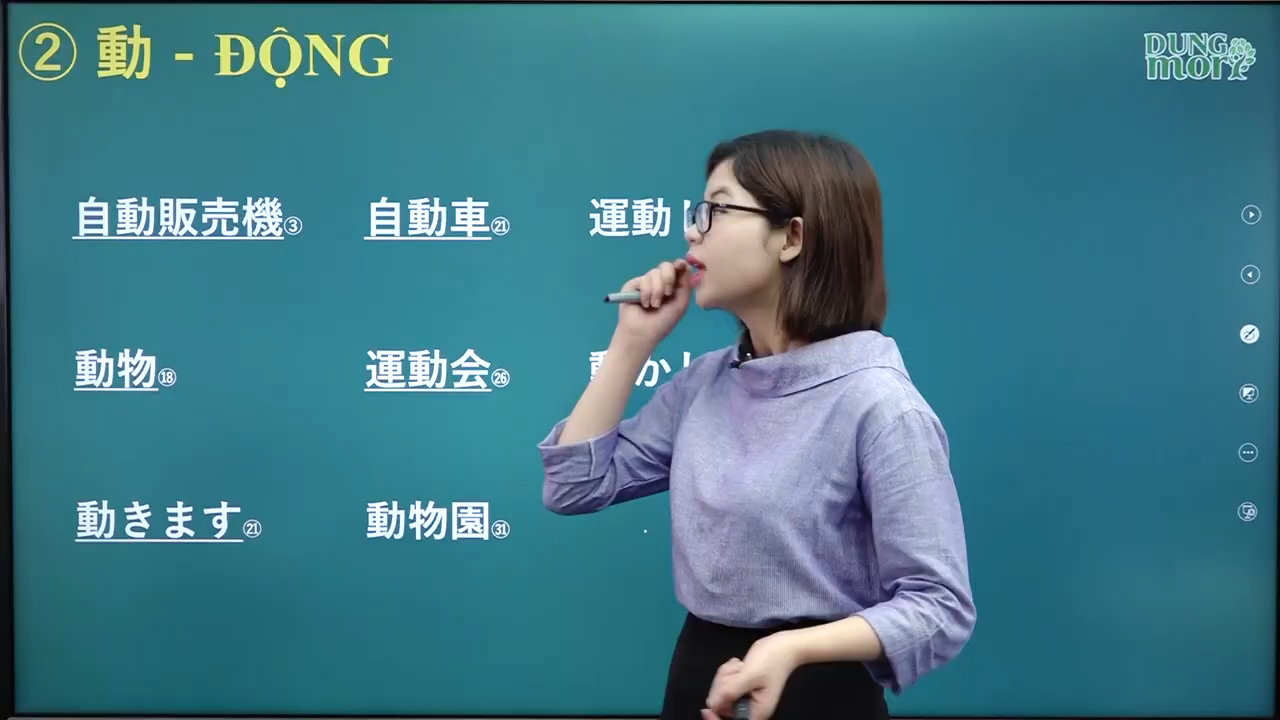 ② 動 - ĐỘNG
DUNG
mori
自動販売機③ 自動車㉑ 運動
動物⑱ 運動会㉖ 動か
動きます㉑ 動物園㉛